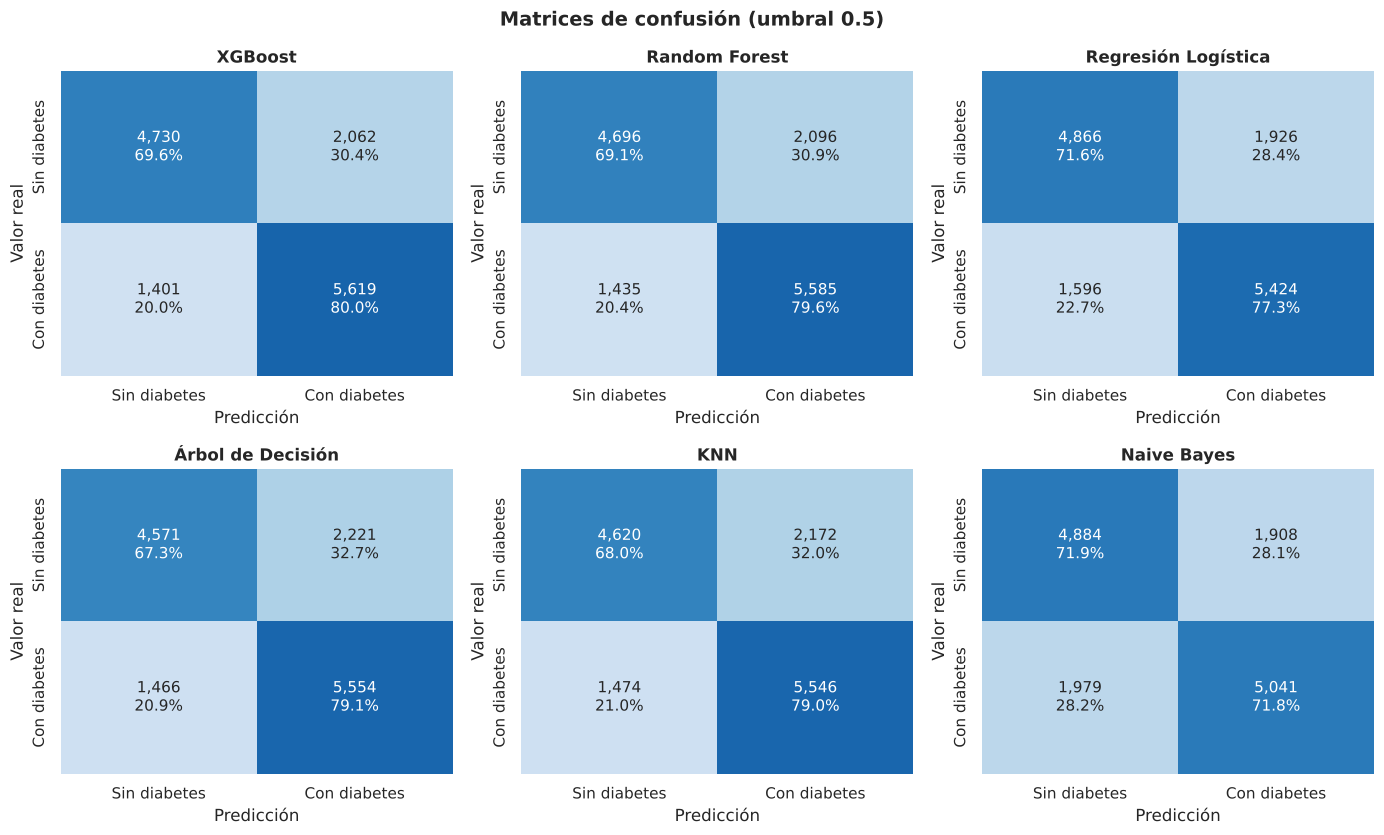 Matrices de confusión (umbral 0.5)
XGBoost
Valor real
Sin diabetes
Con diabetes
4,730
69.6%
2,062
30.4%
1,401
20.0%
5,619
80.0%
Sin diabetes
Con diabetes
Predicción
Random Forest
Valor real
Sin diabetes
Con diabetes
4,696
69.1%
2,096
30.9%
1,435
20.4%
5,585
79.6%
Sin diabetes
Con diabetes
Predicción
Regresión Logística
Valor real
Sin diabetes
Con diabetes
4,866
71.6%
1,926
28.4%
1,596
22.7%
5,424
77.3%
Sin diabetes
Con diabetes
Predicción
Árbol de Decisión
Valor real
Sin diabetes
Con diabetes
4,571
67.3%
2,221
32.7%
1,466
20.9%
5,554
79.1%
Sin diabetes
Con diabetes
Predicción
KNN
Valor real
Sin diabetes
Con diabetes
4,620
68.0%
2,172
32.0%
1,474
21.0%
5,546
79.0%
Sin diabetes
Con diabetes
Predicción
Naive Bayes
Valor real
Sin diabetes
Con diabetes
4,884
71.9%
1,908
28.1%
1,979
28.2%
5,041
71.8%
Sin diabetes
Con diabetes
Predicción